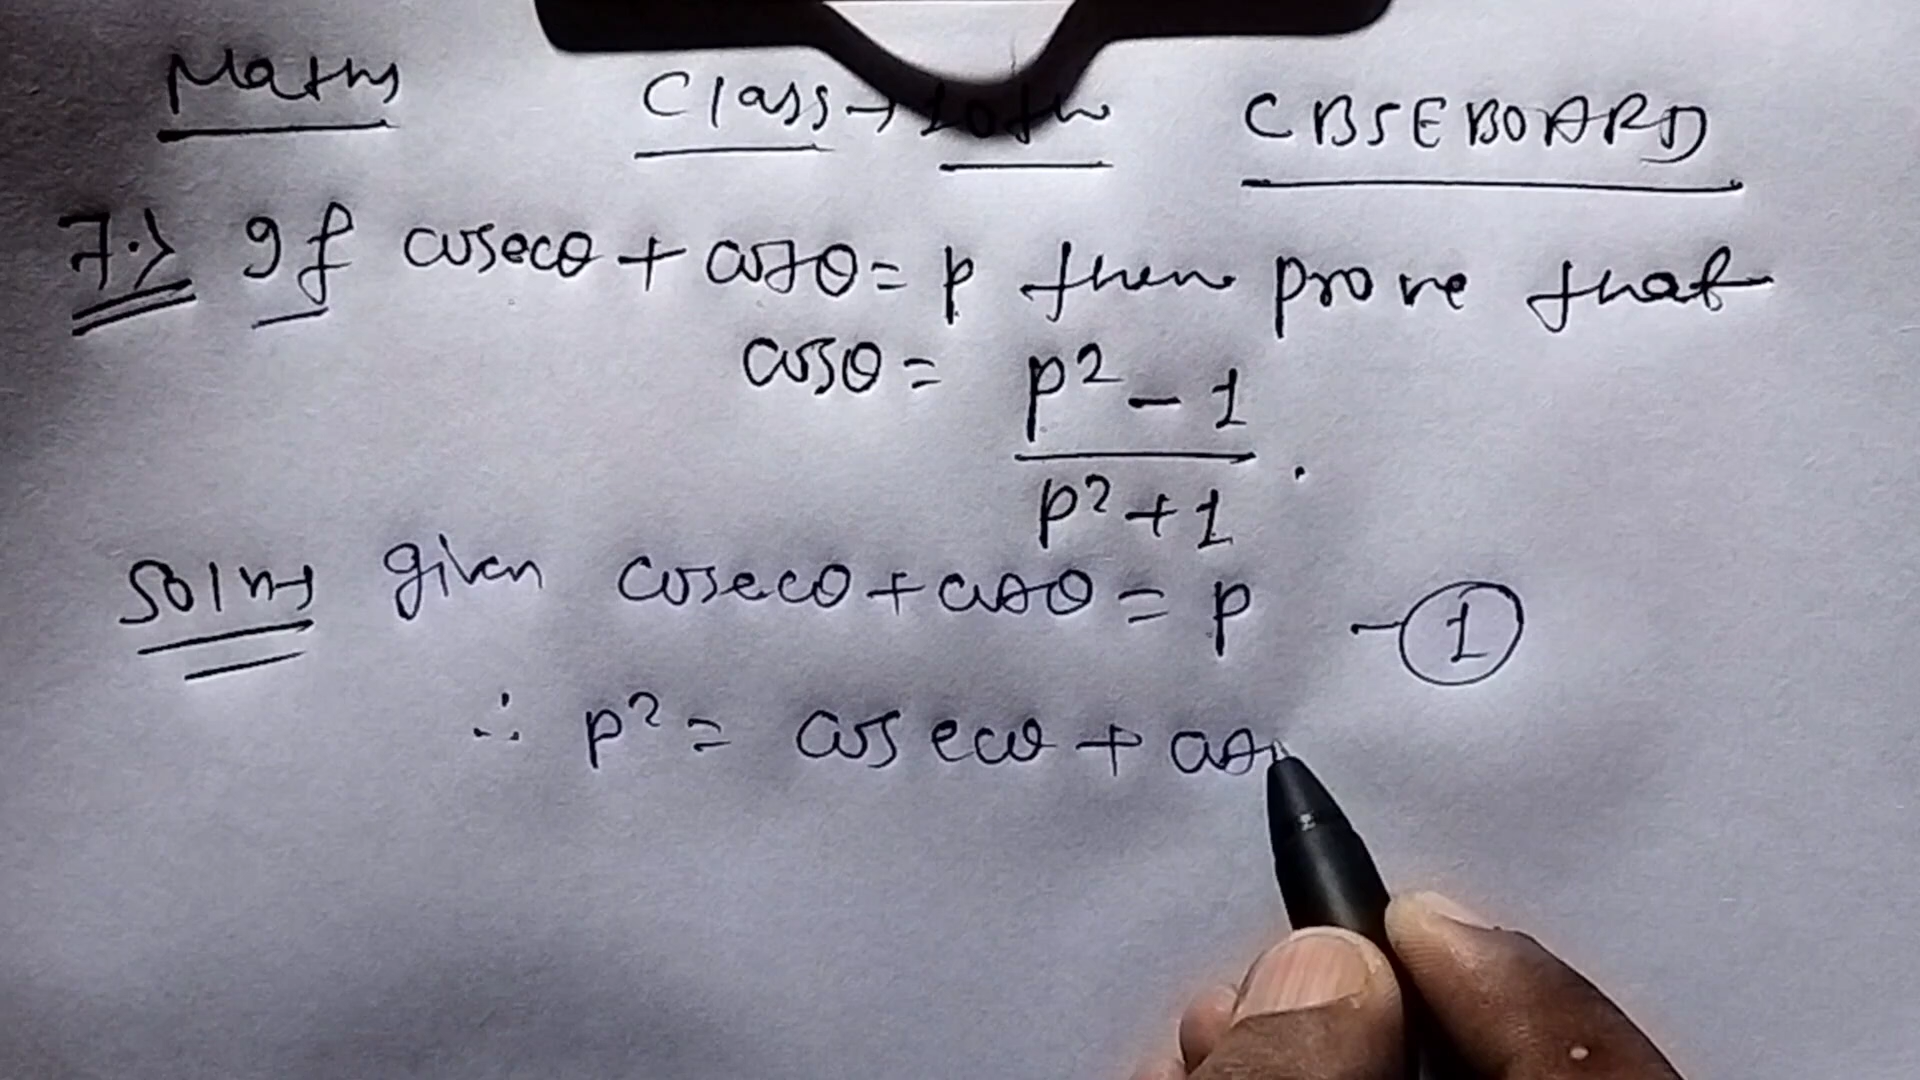 Maths Class → 10th CBSE BOARD
7.> If cosecθ + cotθ = p then prove that
cosθ = p² - 1
p² + 1 .
Soln→ given cosecθ + cotθ = p - 1
∴ p² = cosecθ + cot